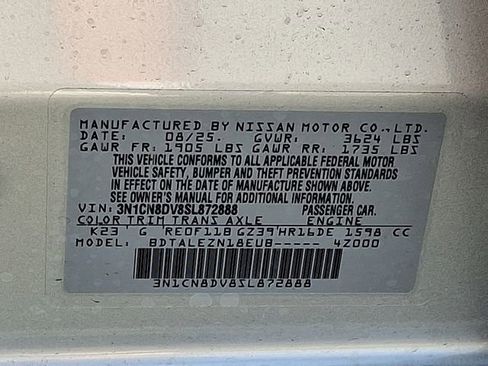 MANUFACTURED BY NISSAN MOTOR CO., LTD.
DATE: 08/25. GVWR: 3624 LBS
GAWR FR: 1905 LBS GAWR RR: 1735 LBS
THIS VEHICLE CONFORMS TO ALL APPLICABLE FEDERAL MOTOR
VEHICLE SAFETY, BUMPER AND THEFT PREVENTION STANDARDS
IN EFFECT ON THE DATE OF MANUFACTURE SHOWN ABOVE.
SEE OWNER'S MANUAL FOR ADDITIONAL INFORMATION.
VIN: 3N1CN8DV8SL872888 PASSENGER CAR.
COLOR TRIM TRANS AXLE ENGINE
K23 G RE0F11B GZ39 HR16DE 1598 CC
MODEL: BDTALEZN18EUB----- 4Z000
3N1CN8DV8SL872888